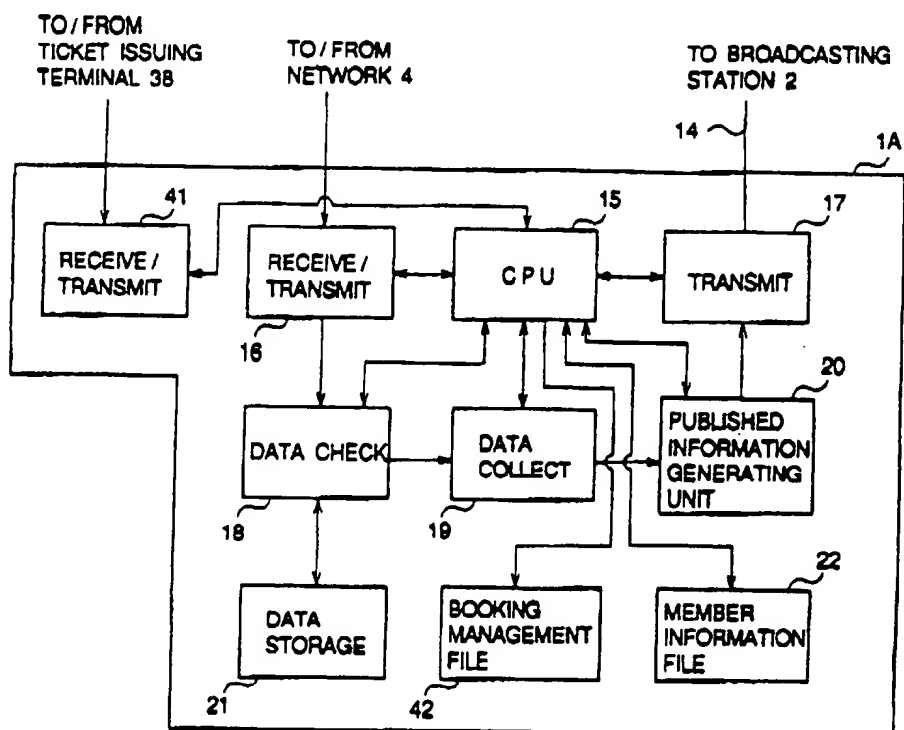 TO/FROM
TICKET ISSUING
TERMINAL 38
TO/FROM
NETWORK 4
TO BROADCASTING
STATION 2
14
1A
41
RECEIVE/
TRANSMIT
RECEIVE/
TRANSMIT
16
15
CPU
17
TRANSMIT
DATA CHECK
18
DATA
COLLECT
19
20
PUBLISHED
INFORMATION
GENERATING
UNIT
DATA
STORAGE
21
BOOKING
MANAGEMENT
FILE
42
22
MEMBER
INFORMATION
FILE